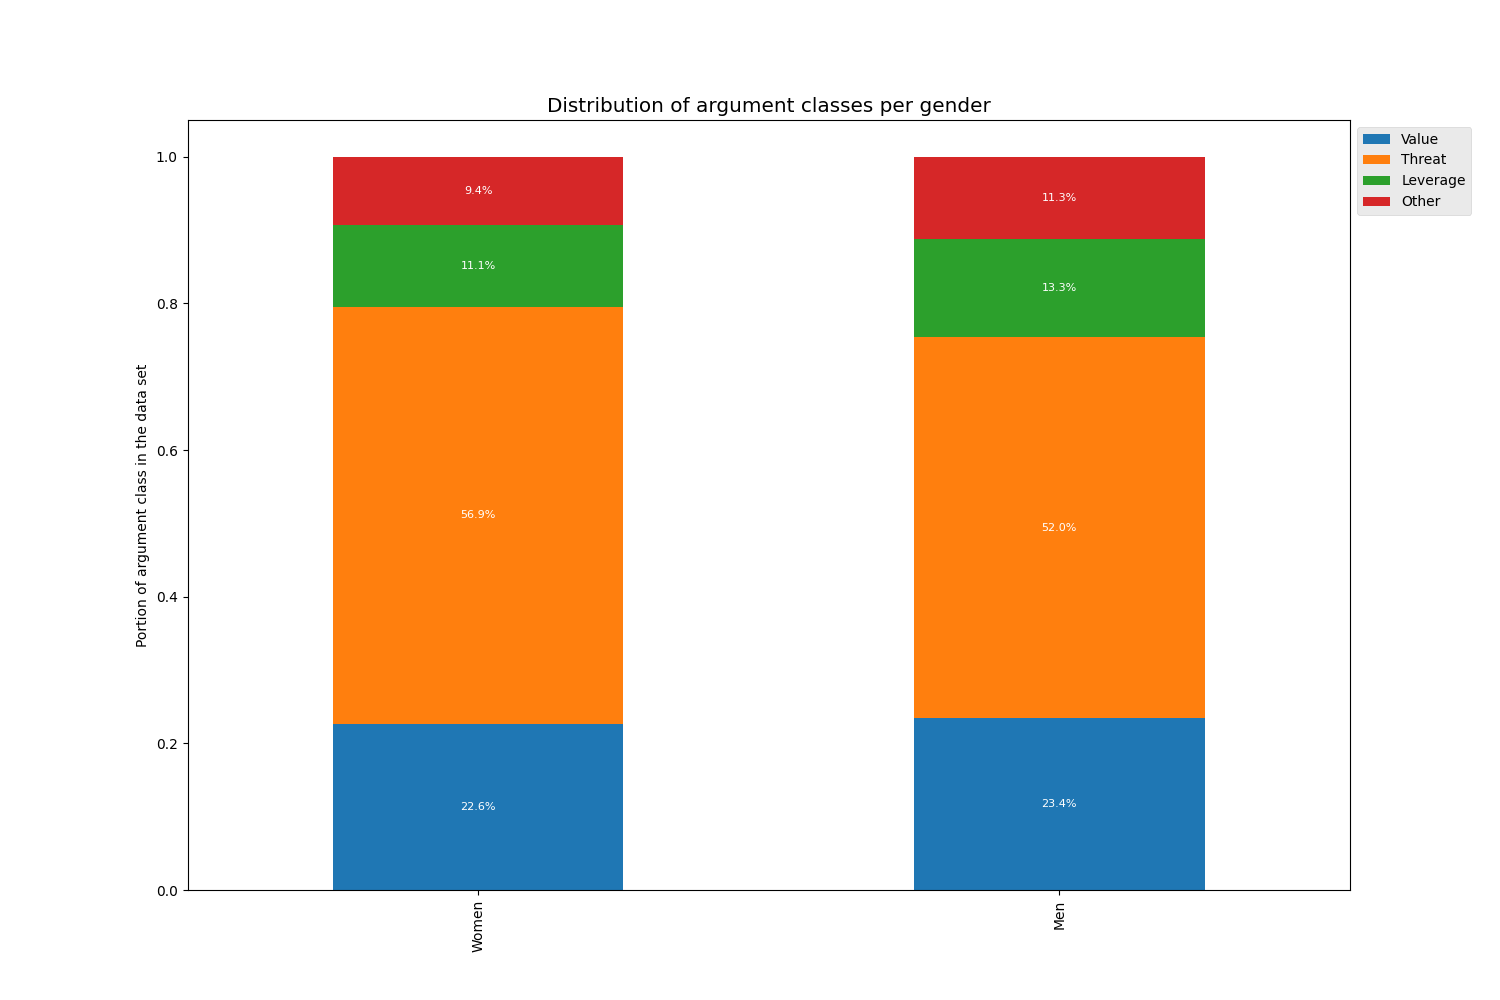 Distribution of argument classes per gender
Value
Threat
Leverage
Other
Portion of argument class in the data set
1.0
0.8
0.6
0.4
0.2
0.0
9.4%
11.1%
56.9%
22.6%
11.3%
13.3%
52.0%
23.4%
Women
Men